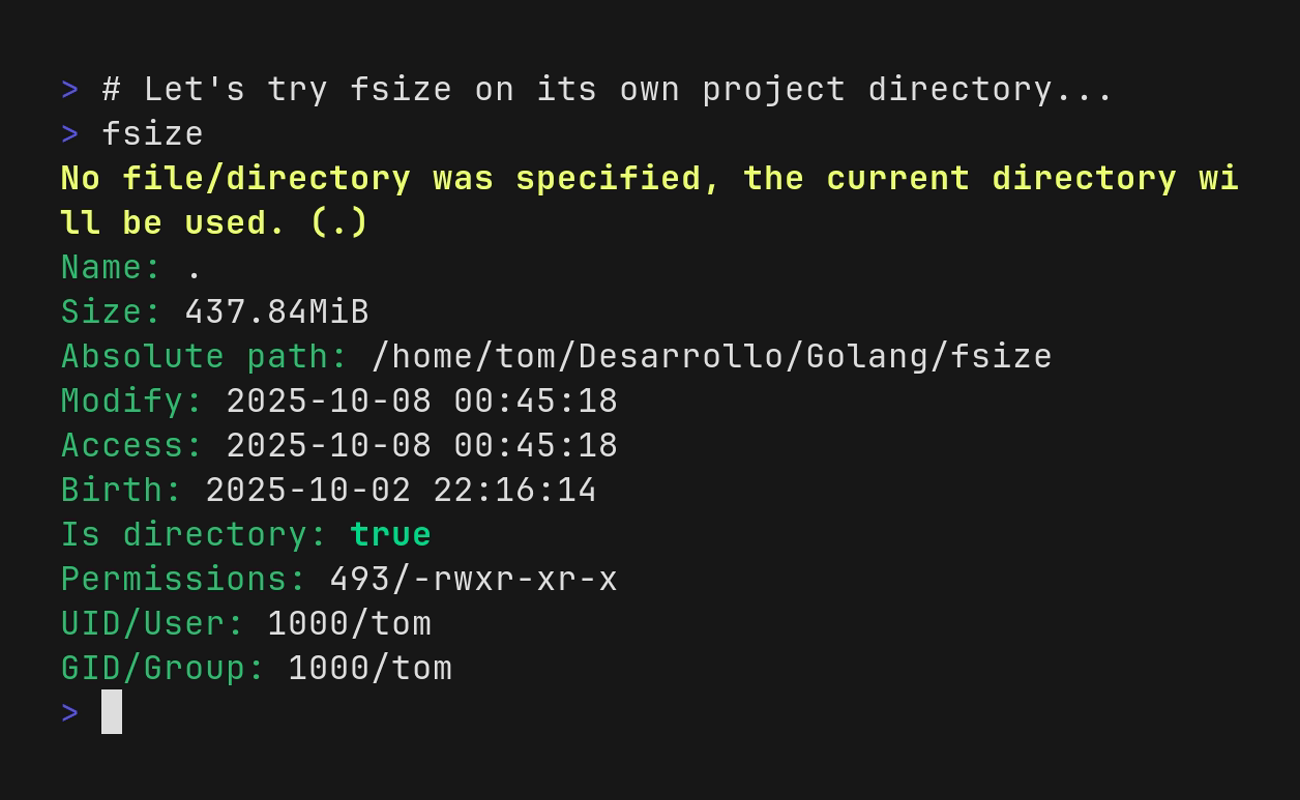 > # Let's try fsize on its own project directory...
> fsize
No file/directory was specified, the current directory wi
ll be used. (.)
Name: .
Size: 437.84MiB
Absolute path: /home/tom/Desarrollo/Golang/fsize
Modify: 2025-10-08 00:45:18
Access: 2025-10-08 00:45:18
Birth: 2025-10-02 22:16:14
Is directory: true
Permissions: 493/-rwxr-xr-x
UID/User: 1000/tom
GID/Group: 1000/tom
>